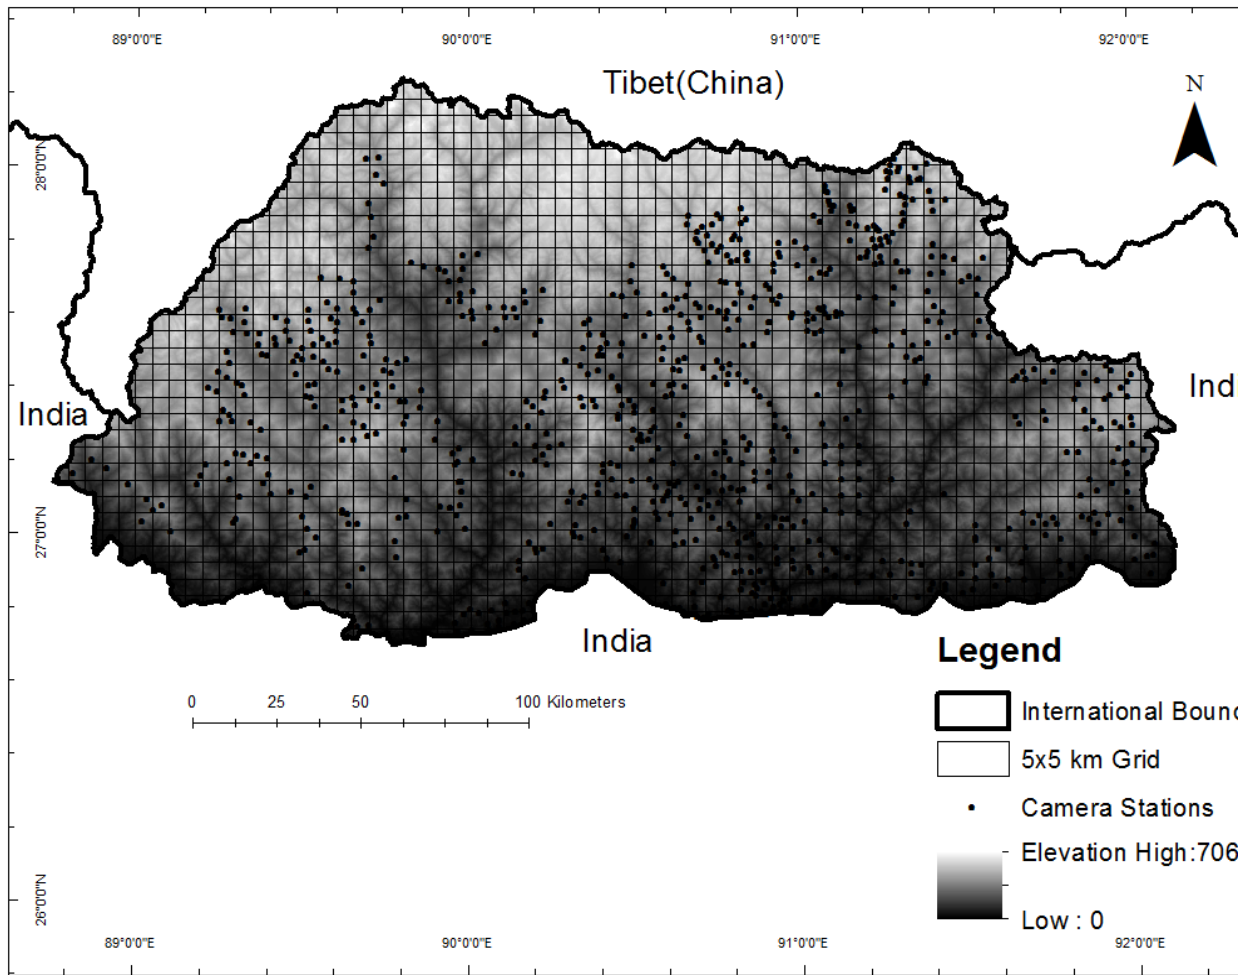 89°0'0"E 90°0'0"E 91°0'0"E 92°0'0"E
Tibet(China)
N
28°0'0"N
India
Ind
27°0'0"N
India
Legend
0 25 50 100 Kilometers
International Boun
5x5 km Grid
Camera Stations
Elevation High:706
Low : 0
26°0'0"N
89°0'0"E 90°0'0"E 91°0'0"E 92°0'0"E